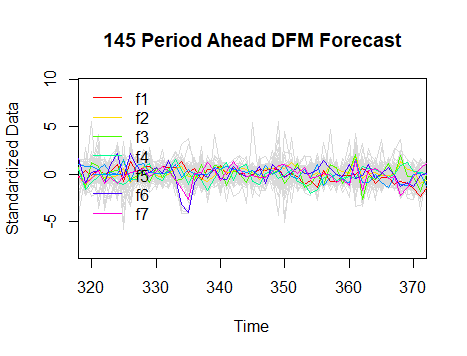 145 Period Ahead DFM Forecast
Standardized Data
10
5
0
-5
f1
f2
f3
f4
f5
f6
f7
320 330 340 350 360 370
Time